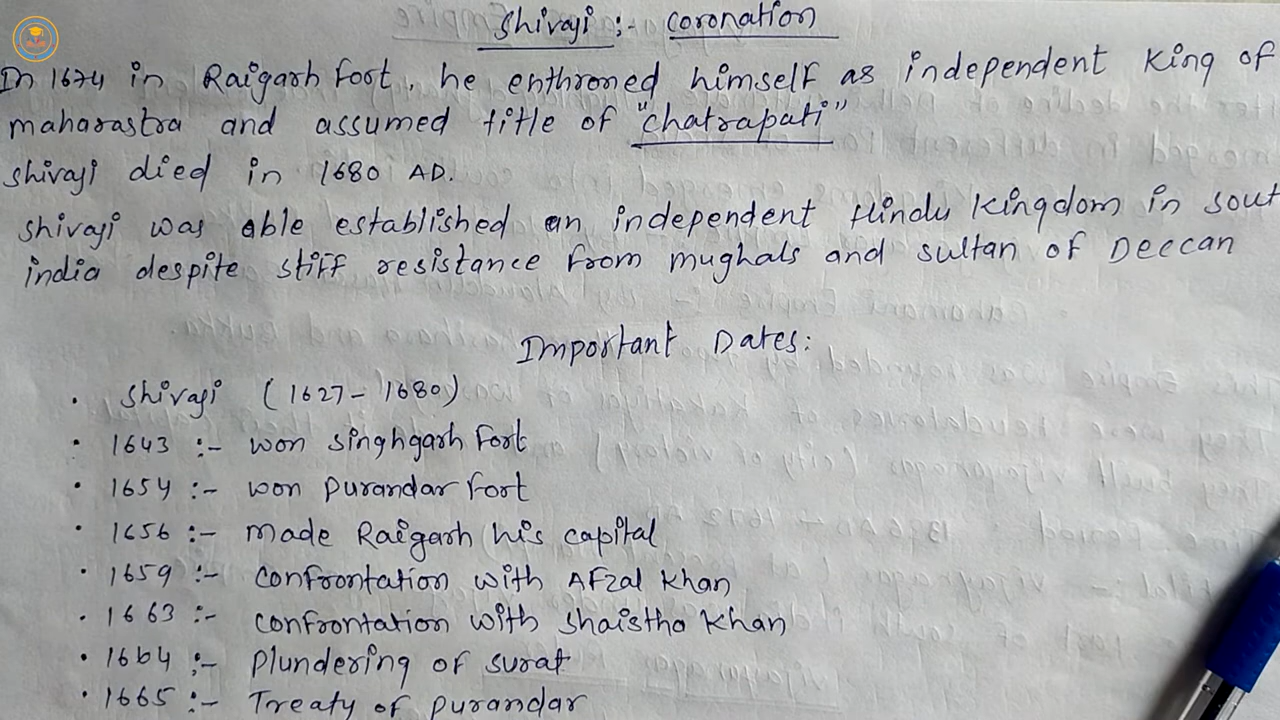 Shivaji :- coronation
In 1674 in Raigarh Fort, he enthroned himself as independent King of
maharastra and assumed title of "chatrapati"
shivaji died in 1680 AD.
shivaji was able established an independent Hindu Kingdom in sout
india despite stiff resistance from mughals and sultan of Deecan
Important Dates:
• Shivaji (1627 - 1680)
• 1643 :- won singhgarh Fort
• 1654 :- won purandar Fort
• 1656 :- made Raigarh his capital
• 1659 :- confrontation with AFzal Khan
• 1663 :- confrontation with shaistha Khan
• 1664 :- plundering of surat
• 1665 :- Treaty of purandar